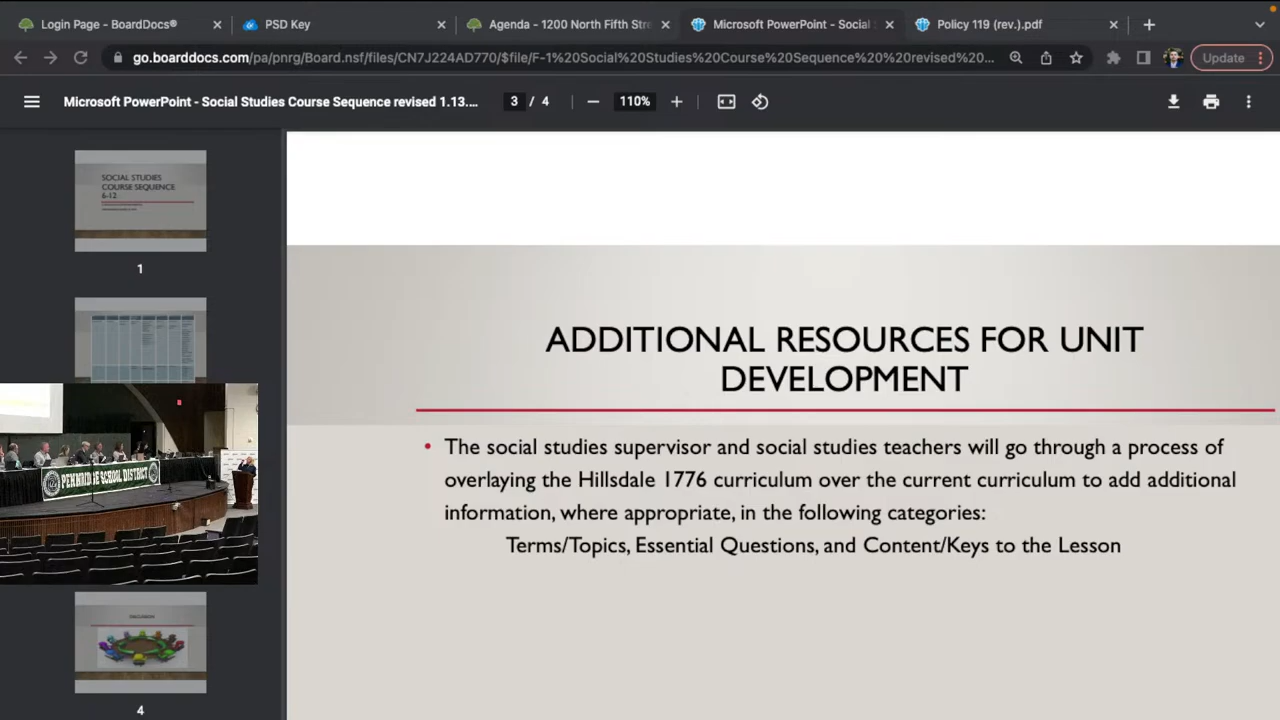 Login Page - BoardDocs®
PSD Key
Agenda - 1200 North Fifth Str
Microsoft PowerPoint - Social
Policy 119 (rev.).pdf
go.boarddocs.com/pa/pnrg/Board.nsf/files/CN7J224AD770/$file/F-1%20Social%20Studies%20Course%20Sequence%20%20revised%20...
Update
Microsoft PowerPoint - Social Studies Course Sequence revised 1.13....
3 / 4
110%
SOCIAL STUDIES
COURSE SEQUENCE
6-12
1
PENNRIDGE SCHOOL DISTRICT
DISCUSSION
4
ADDITIONAL RESOURCES FOR UNIT
DEVELOPMENT
• The social studies supervisor and social studies teachers will go through a process of
overlaying the Hillsdale 1776 curriculum over the current curriculum to add additional
information, where appropriate, in the following categories:
Terms/Topics, Essential Questions, and Content/Keys to the Lesson